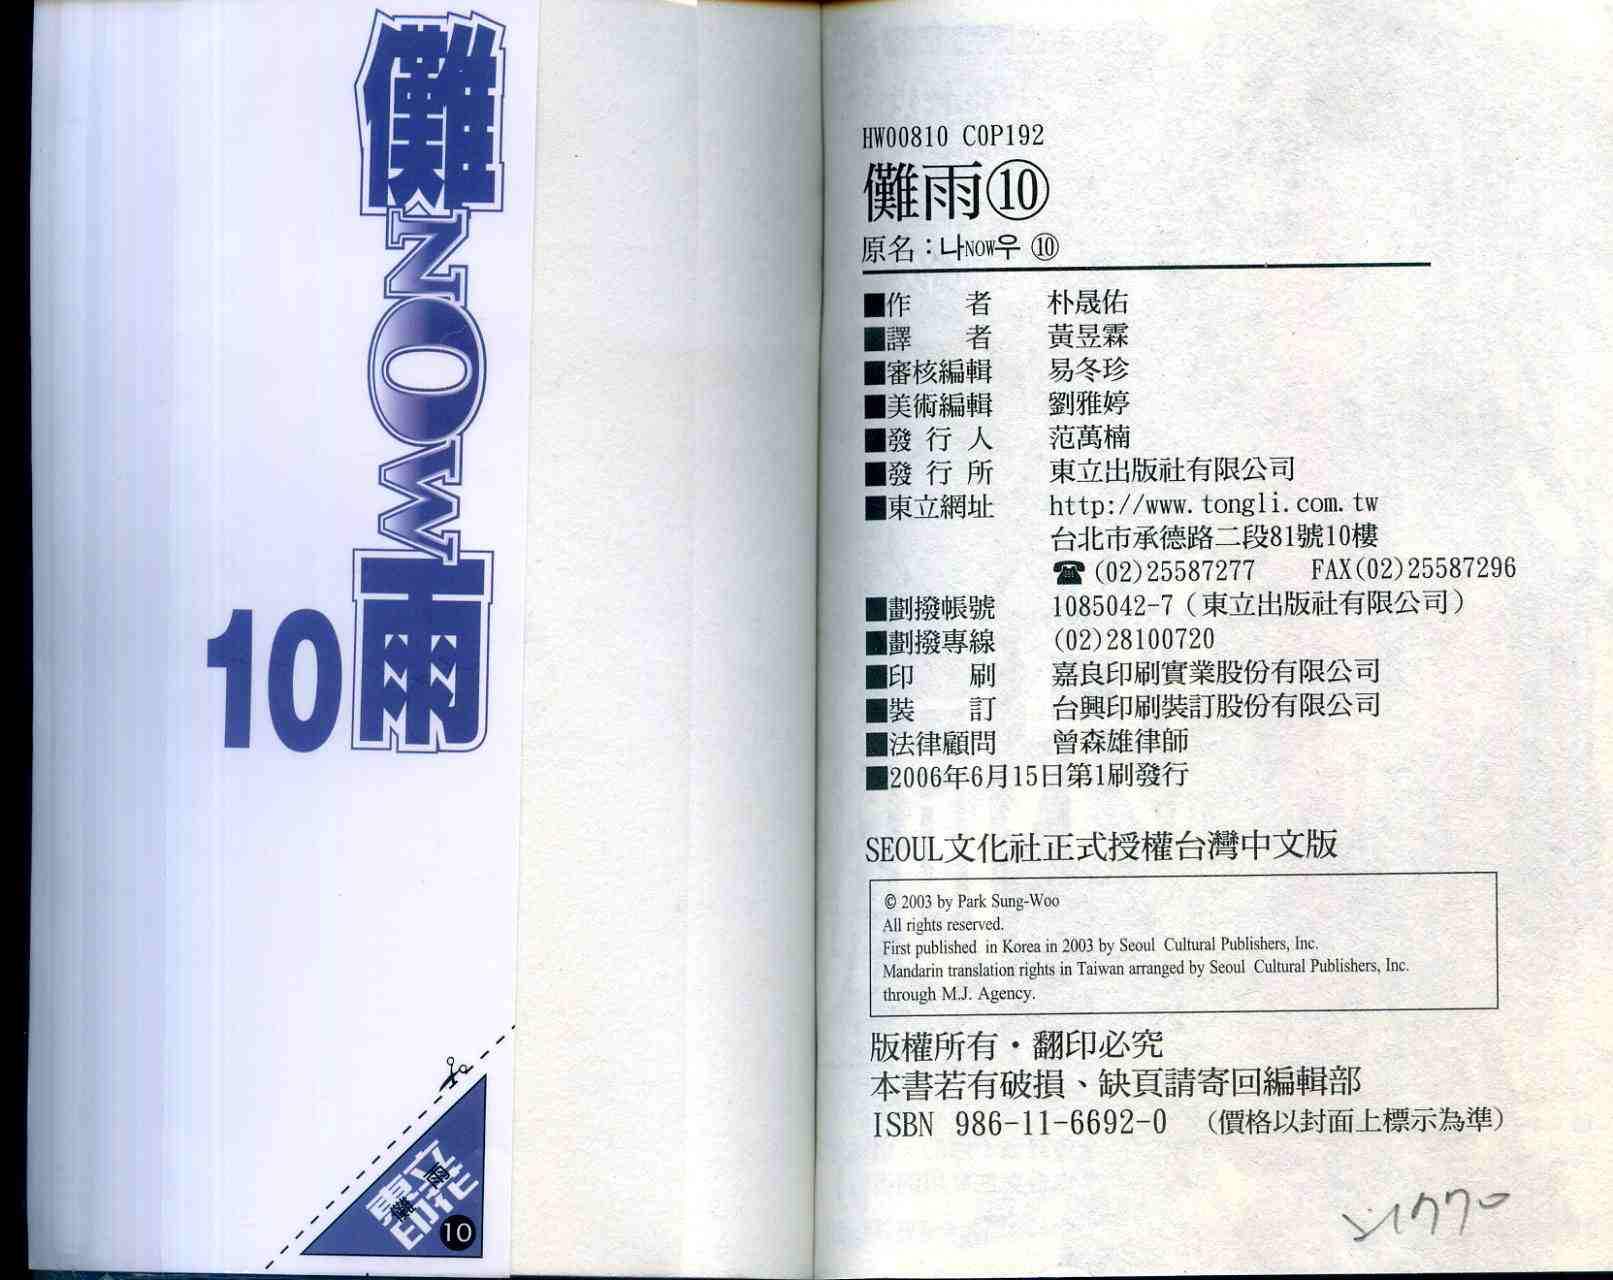 儺NOW雨
10
東立
印花
儺雨
10
HW00810 C0P192
儺雨⑩
原名：나NOW우 ⑩
■作　　者　朴晟佑
■譯　　者　黃昱霖
■審核編輯　易冬珍
■美術編輯　劉雅婷
■發 行 人　范萬楠
■發 行 所　東立出版社有限公司
■東立網址　http://www.tongli.com.tw
台北市承德路二段81號10樓
☎(02)25587277　FAX(02)25587296
■劃撥帳號　1085042-7（東立出版社有限公司）
■劃撥專線　(02)28100720
■印　　刷　嘉良印刷實業股份有限公司
■裝　　訂　台興印刷裝訂股份有限公司
■法律顧問　曾森雄律師
■2006年6月15日第1刷發行
SEOUL文化社正式授權台灣中文版
© 2003 by Park Sung-Woo
All rights reserved.
First published in Korea in 2003 by Seoul Cultural Publishers, Inc.
Mandarin translation rights in Taiwan arranged by Seoul Cultural Publishers, Inc.
through M.J. Agency.
版權所有・翻印必究
本書若有破損、缺頁請寄回編輯部
ISBN 986-11-6692-0 （價格以封面上標示為準）